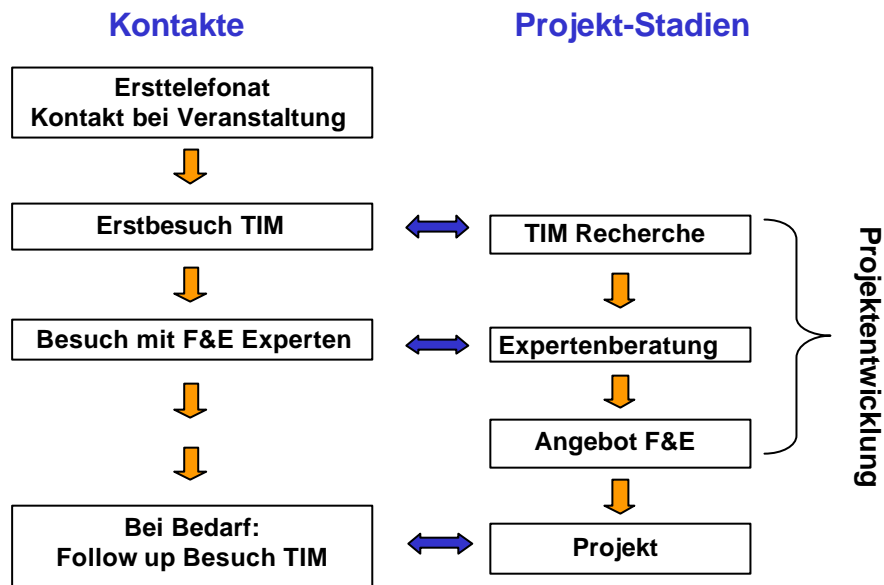 Kontakte
Projekt-Stadien
Ersttelefonat
Kontakt bei Veranstaltung
Erstbesuch TIM
TIM Recherche
Besuch mit F&E Experten
Expertenberatung
Angebot F&E
Bei Bedarf:
Follow up Besuch TIM
Projekt
Projektentwicklung